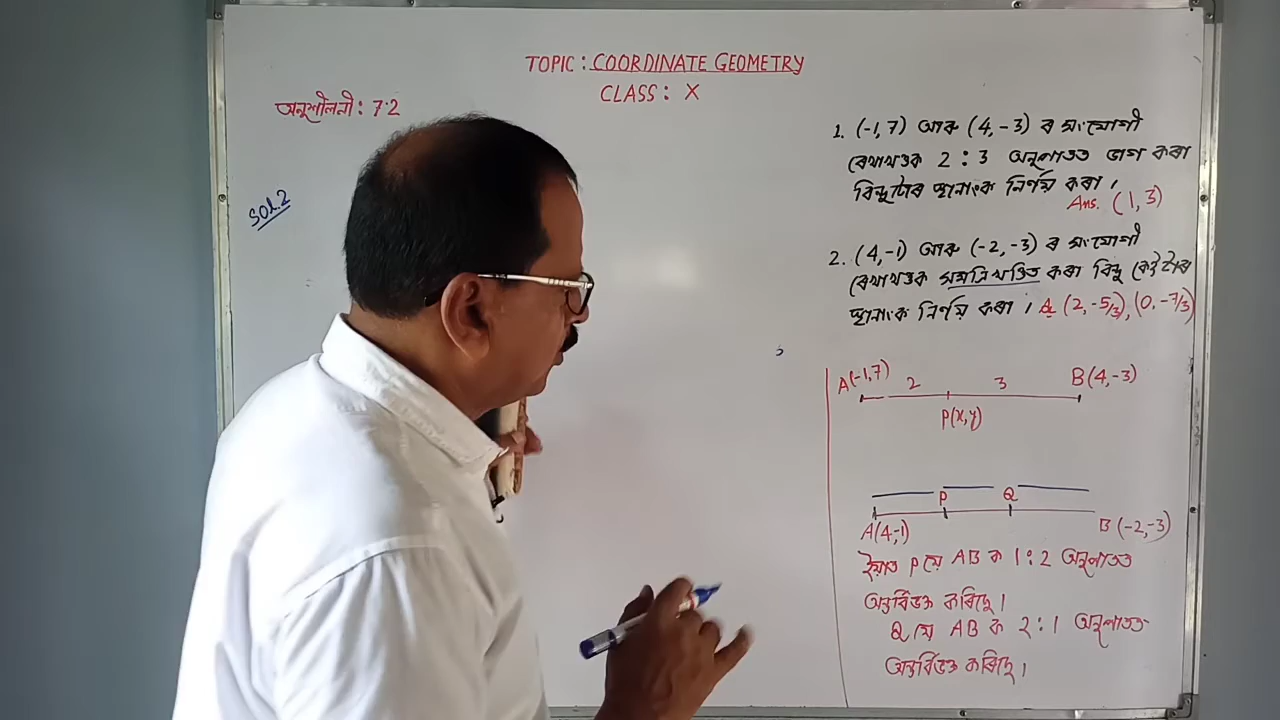 TOPIC: COORDINATE GEOMETRY
CLASS: X
অনুশীলনী: 7.2
SOL.2
1. (-1,7) আৰু (4,-3) ৰ সংযোগী
ৰেখাখণ্ডক 2 : 3 অনুপাতত ভাগ কৰা
বিন্দুটোৰ স্থানাংক নিৰ্ণয় কৰা।
Ans. (1,3)
2. (4,-1) আৰু (-2,-3) ৰ সংযোগী
ৰেখাখণ্ডক সমত্ৰিখণ্ডিত কৰা বিন্দু কেইটাৰ
স্থানাংক নিৰ্ণয় কৰা। A (2, -5/3), (0, -7/3)
A(-1,7) 2 3 B(4,-3)
P(x,y)
P Q
A(4,-1) B(-2,-3)
ইয়াত P য়ে AB ক 1:2 অনুপাতত
অন্তৰ্বিভক্ত কৰিছে।
Q য়ে AB ক 2:1 অনুপাতত
অন্তৰ্বিভক্ত কৰিছে।